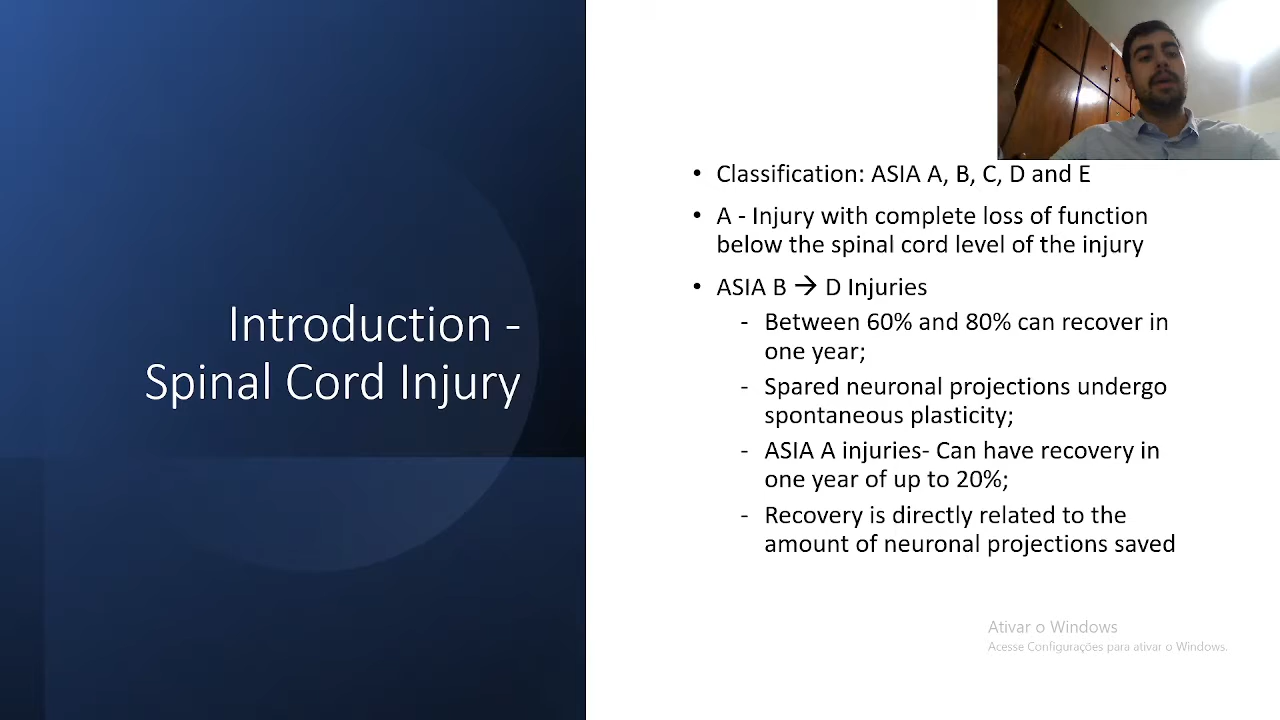 Introduction -
Spinal Cord Injury
• Classification: ASIA A, B, C, D and E
• A - Injury with complete loss of function
below the spinal cord level of the injury
• ASIA B → D Injuries
- Between 60% and 80% can recover in
one year;
- Spared neuronal projections undergo
spontaneous plasticity;
- ASIA A injuries- Can have recovery in
one year of up to 20%;
- Recovery is directly related to the
amount of neuronal projections saved
Ativar o Windows
Acesse Configurações para ativar o Windows.